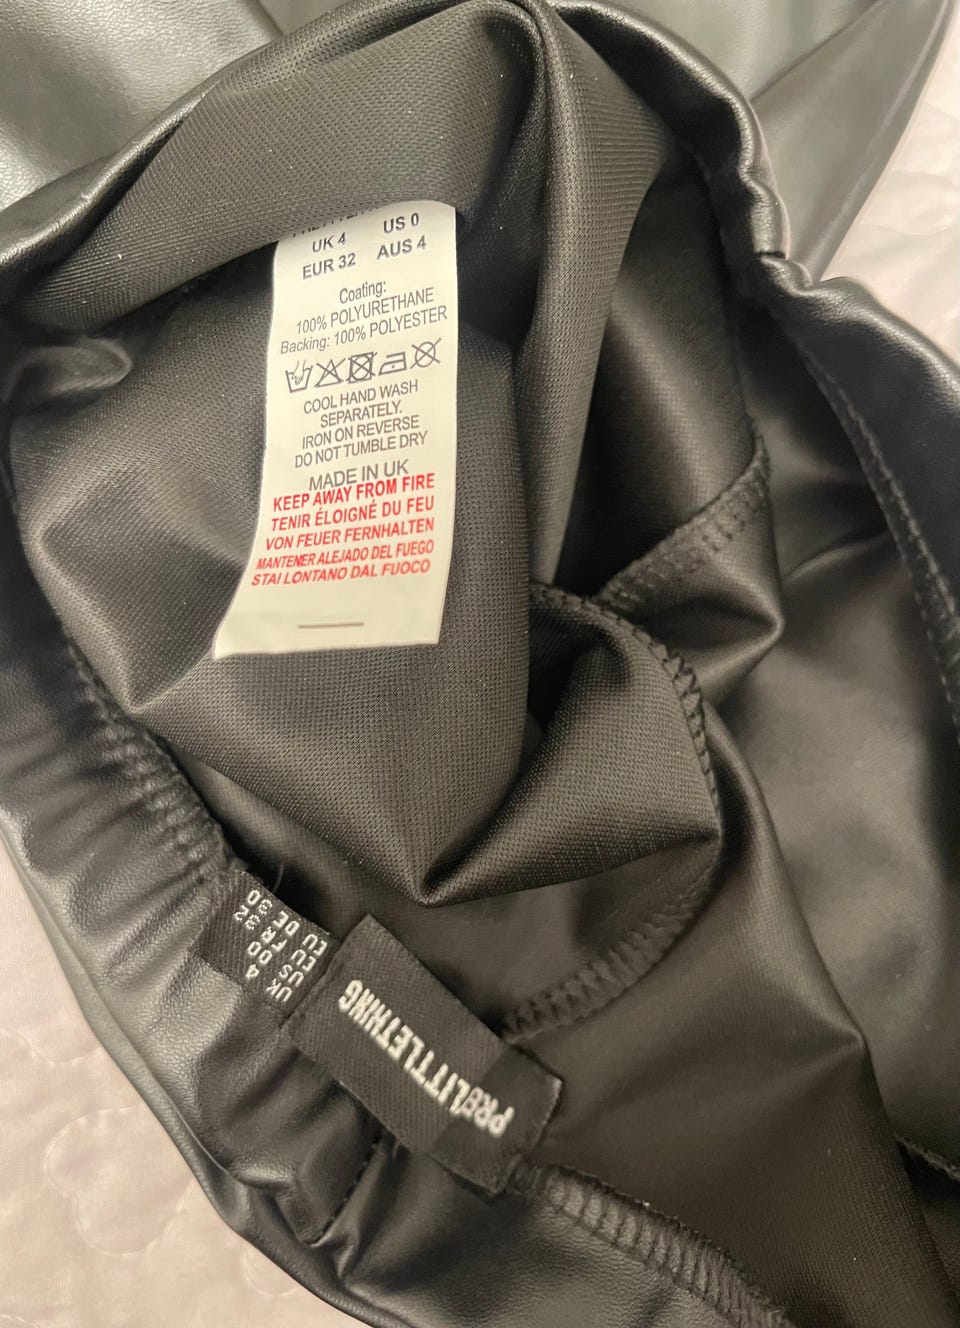 UK 4 US 0
EUR 32 AUS 4
Coating:
100% POLYURETHANE
Backing: 100% POLYESTER
COOL HAND WASH
SEPARATELY.
IRON ON REVERSE
DO NOT TUMBLE DRY
MADE IN UK
KEEP AWAY FROM FIRE
TENIR ÉLOIGNÉ DU FEU
VON FEUER FERNHALTEN
MANTENER ALEJADO DEL FUEGO
STAI LONTANO DAL FUOCO
UK 4
US 00
EU FR 32
EU DE 30
PRETTYLITTLETHING